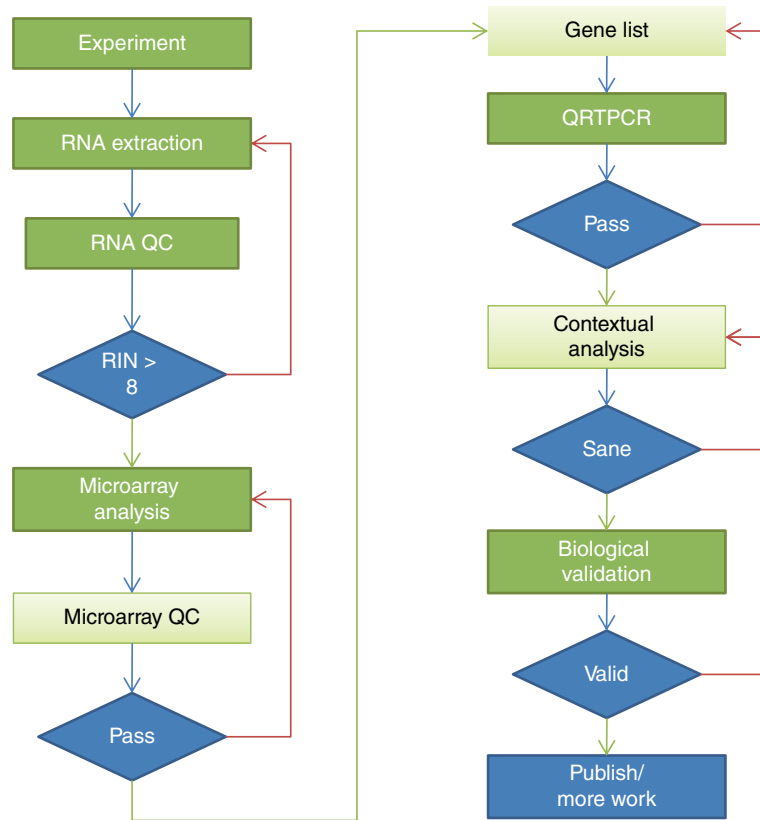 Experiment
RNA extraction
RNA QC
RIN >
8
Microarray
analysis
Microarray QC
Pass
Gene list
QRTPCR
Pass
Contextual
analysis
Sane
Biological
validation
Valid
Publish/
more work